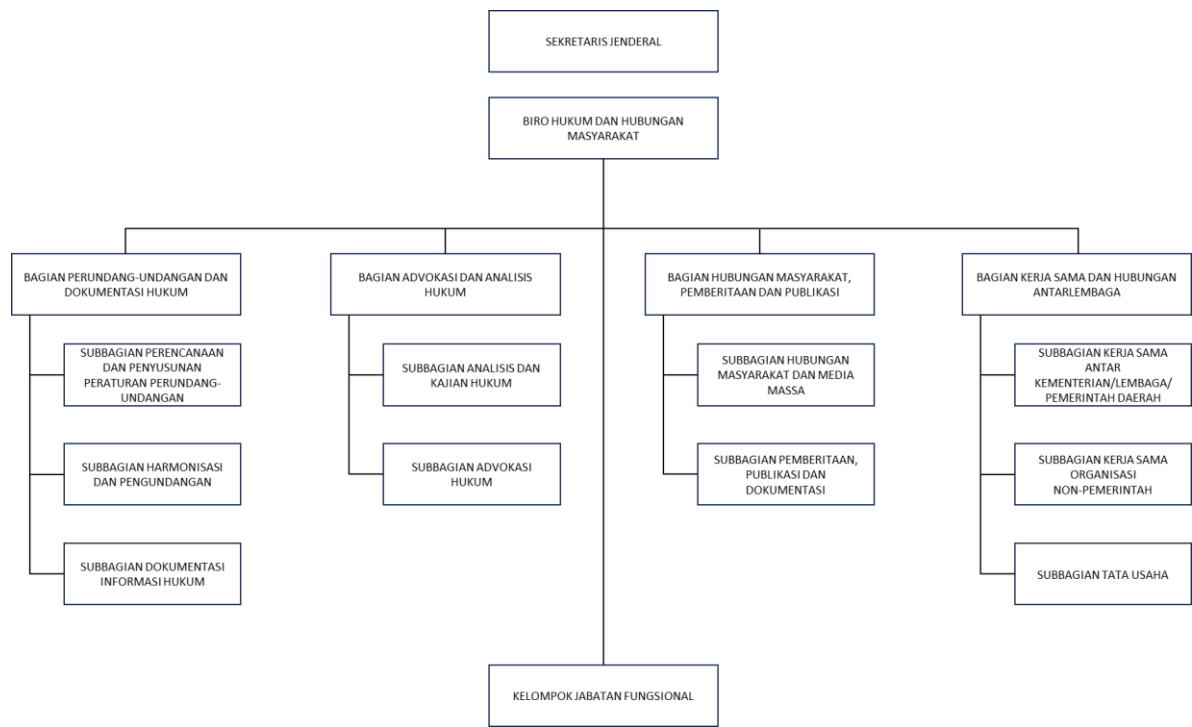 SEKRETARIS JENDERAL
BIRO HUKUM DAN HUBUNGAN
MASYARAKAT
BAGIAN PERUNDANG-UNDANGAN DAN
DOKUMENTASI HUKUM
BAGIAN ADVOKASI DAN ANALISIS
HUKUM
BAGIAN HUBUNGAN MASYARAKAT,
PEMBERITAAN DAN PUBLIKASI
BAGIAN KERJA SAMA DAN HUBUNGAN
ANTARLEMBAGA
SUBBAGIAN PERENCANAAN
DAN PENYUSUNAN
PERATURAN PERUNDANG-
UNDANGAN
SUBBAGIAN ANALISIS DAN
KAJIAN HUKUM
SUBBAGIAN HUBUNGAN
MASYARAKAT DAN MEDIA
MASSA
SUBBAGIAN KERJA SAMA
ANTAR
KEMENTERIAN/LEMBAGA/
PEMERINTAH DAERAH
SUBBAGIAN HARMONISASI
DAN PENGUNDANGAN
SUBBAGIAN ADVOKASI
HUKUM
SUBBAGIAN PEMBERITAAN,
PUBLIKASI DAN
DOKUMENTASI
SUBBAGIAN KERJA SAMA
ORGANISASI
NON-PEMERINTAH
SUBBAGIAN DOKUMENTASI
INFORMASI HUKUM
SUBBAGIAN TATA USAHA
KELOMPOK JABATAN FUNGSIONAL